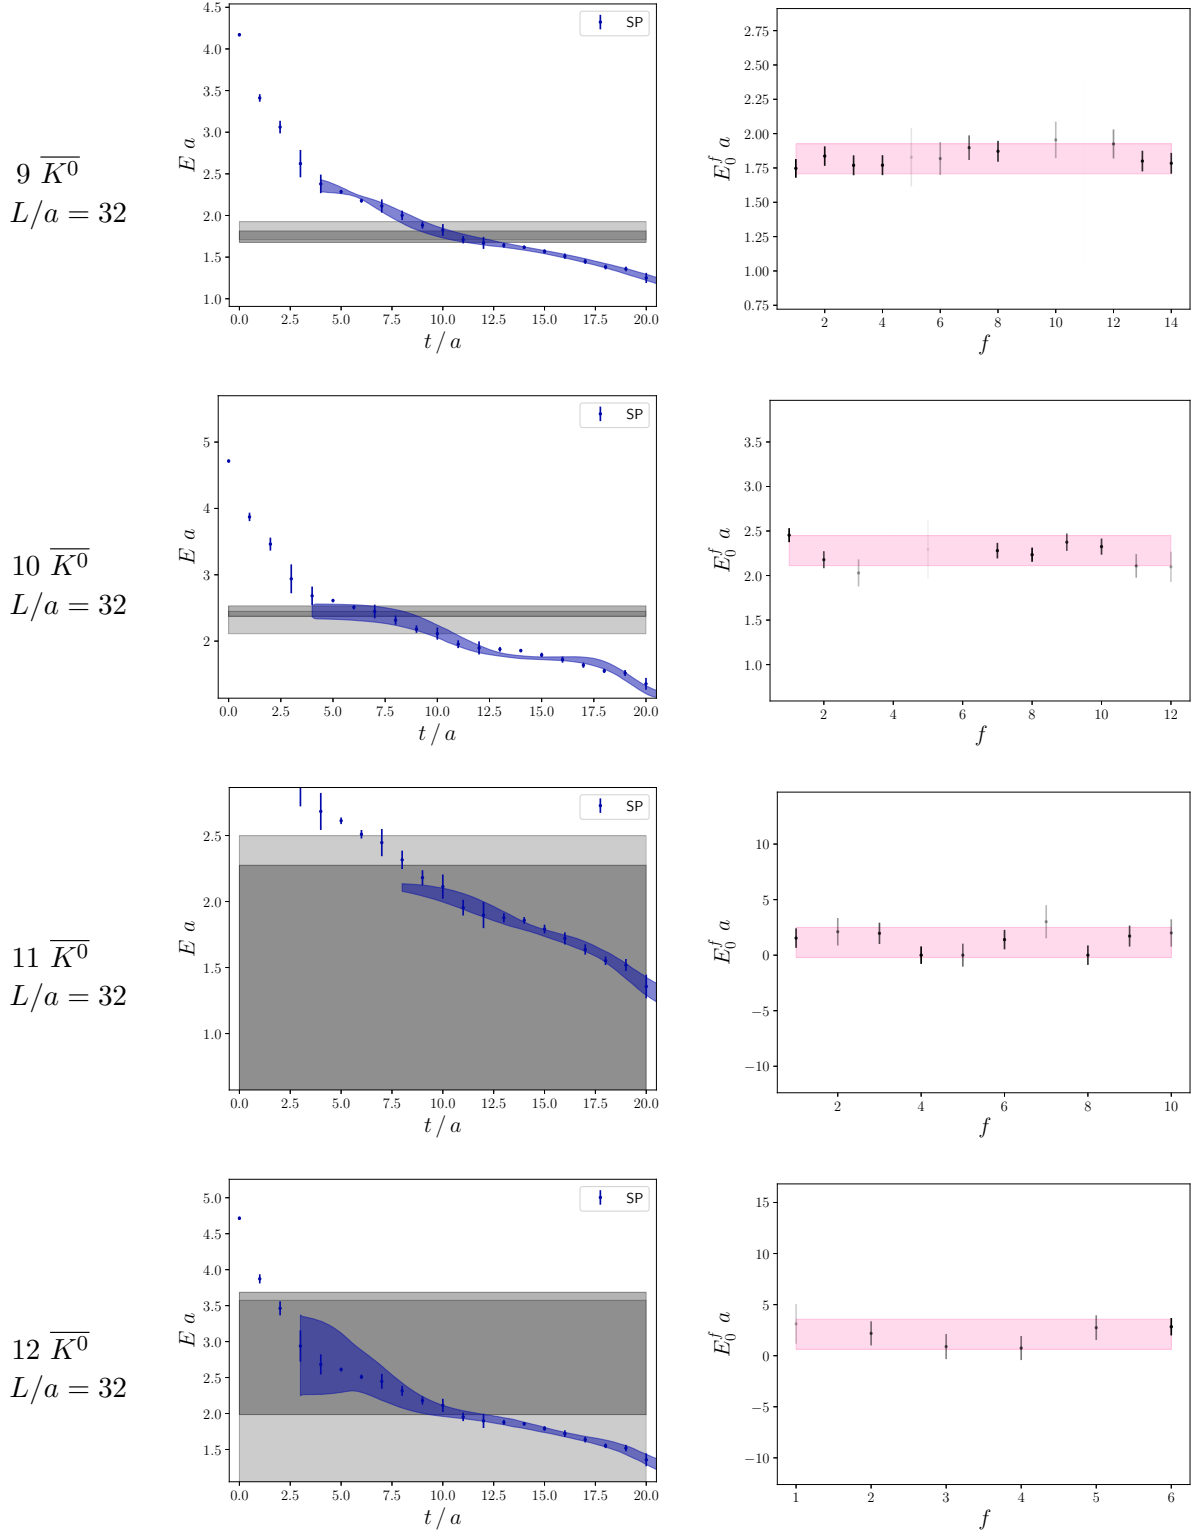 9 K̅⁰
L/a = 32
4.5
4.0
3.5
3.0
2.5
2.0
1.5
1.0
E a
SP
0.0 2.5 5.0 7.5 10.0 12.5 15.0 17.5 20.0
t / a
2.75
2.50
2.25
2.00
1.75
1.50
1.25
1.00
0.75
E₀ᶠ a
2 4 6 8 10 12 14
f
10 K̅⁰
L/a = 32
5
4
3
2
E a
SP
0.0 2.5 5.0 7.5 10.0 12.5 15.0 17.5 20.0
t / a
3.5
3.0
2.5
2.0
1.5
1.0
E₀ᶠ a
2 4 6 8 10 12
f
11 K̅⁰
L/a = 32
2.5
2.0
1.5
1.0
E a
SP
0.0 2.5 5.0 7.5 10.0 12.5 15.0 17.5 20.0
t / a
10
5
0
−5
−10
E₀ᶠ a
2 4 6 8 10
f
12 K̅⁰
L/a = 32
5.0
4.5
4.0
3.5
3.0
2.5
2.0
1.5
E a
SP
0.0 2.5 5.0 7.5 10.0 12.5 15.0 17.5 20.0
t / a
15
10
5
0
−5
−10
E₀ᶠ a
1 2 3 4 5 6
f